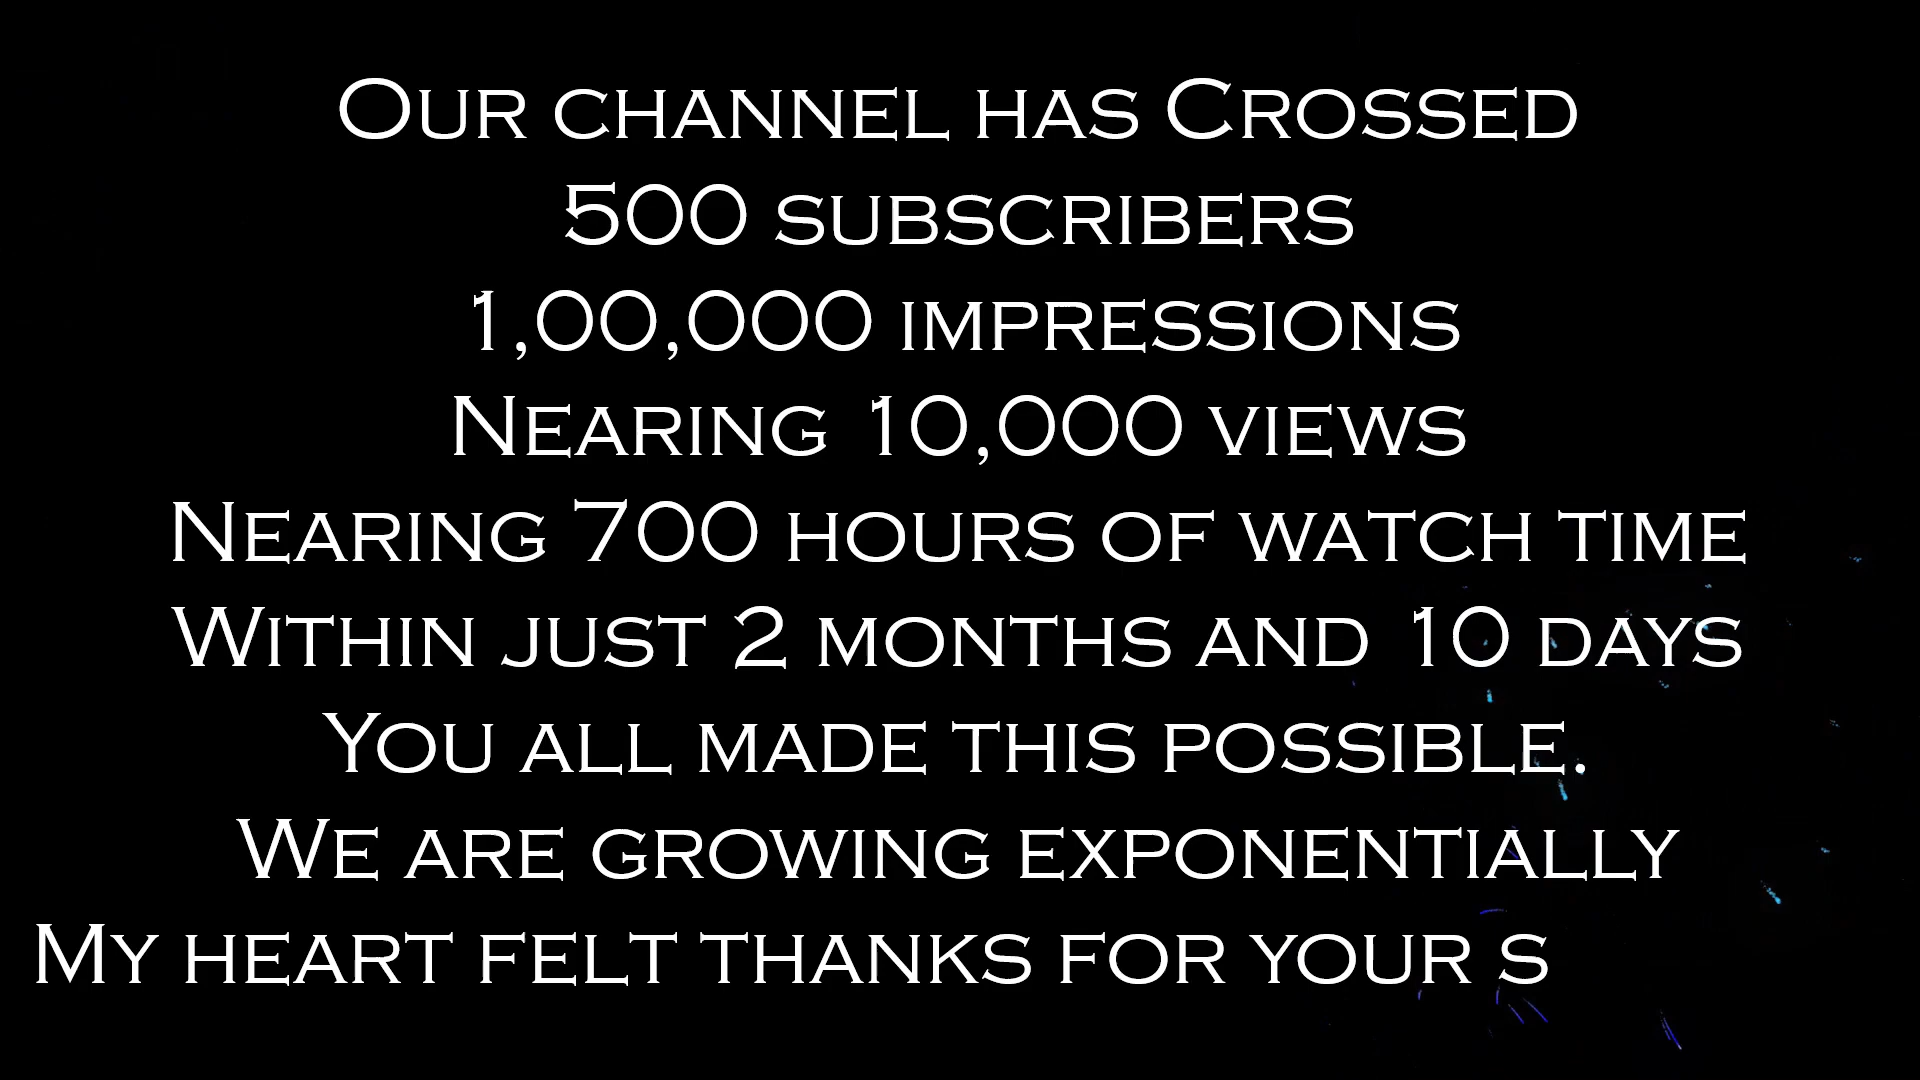 Our channel has Crossed
500 subscribers
1,00,000 impressions
Nearing 10,000 views
Nearing 700 hours of watch time
Within just 2 months and 10 days
You all made this possible.
We are growing exponentially
My heart felt thanks for your s